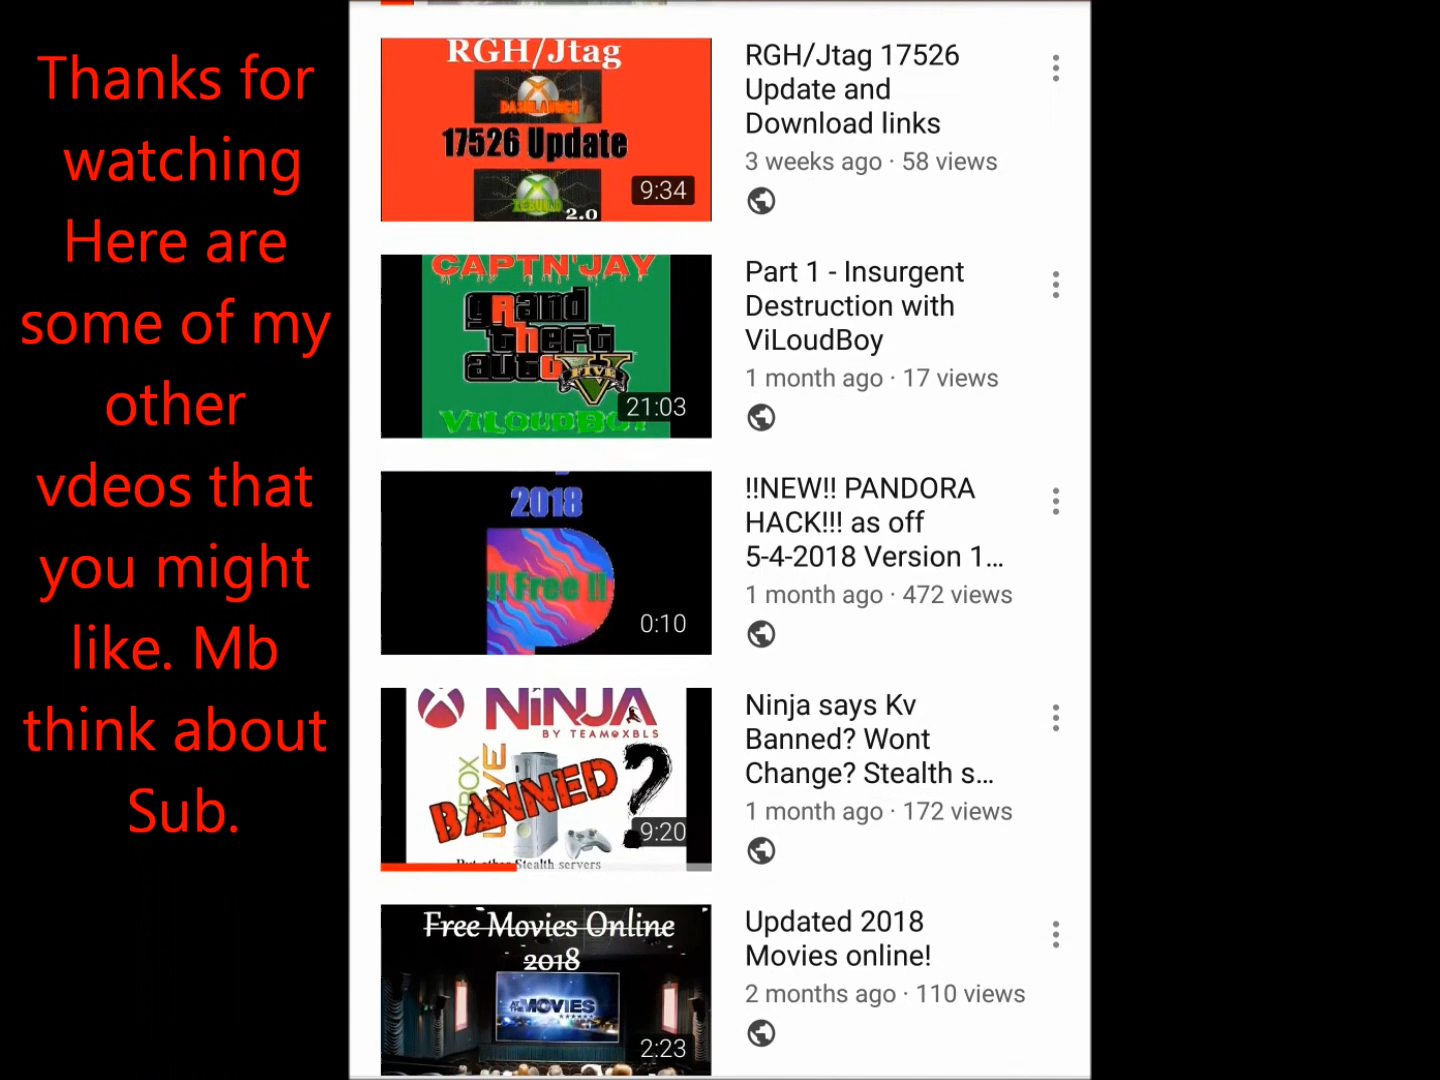 Thanks for
watching
Here are
some of my
other
vdeos that
you might
like. Mb
think about
Sub.
RGH/Jtag
DASHLAUNCH
17526 Update
2.0
9:34
RGH/Jtag 17526
Update and
Download links
3 weeks ago · 58 views
CAPTN'JAY
grand
theft
auto
V
FIVE
ViLOUDBOY
21:03
Part 1 - Insurgent
Destruction with
ViLoudBoy
1 month ago · 17 views
2018
!! Free !!
0:10
!!NEW!! PANDORA
HACK!!! as off
5-4-2018 Version 1...
1 month ago · 472 views
NiNJA
BY TEAMXBLS
XBOX
LIVE
BANNED?
But other Stealth servers
9:20
Ninja says Kv
Banned? Wont
Change? Stealth s...
1 month ago · 172 views
Free Movies Online
2018
AT THE MOVIES
2:23
Updated 2018
Movies online!
2 months ago · 110 views